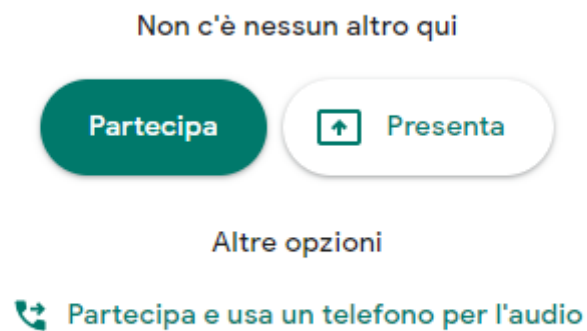 Non c'è nessun altro qui
Partecipa
Presenta
Altre opzioni
Partecipa e usa un telefono per l'audio